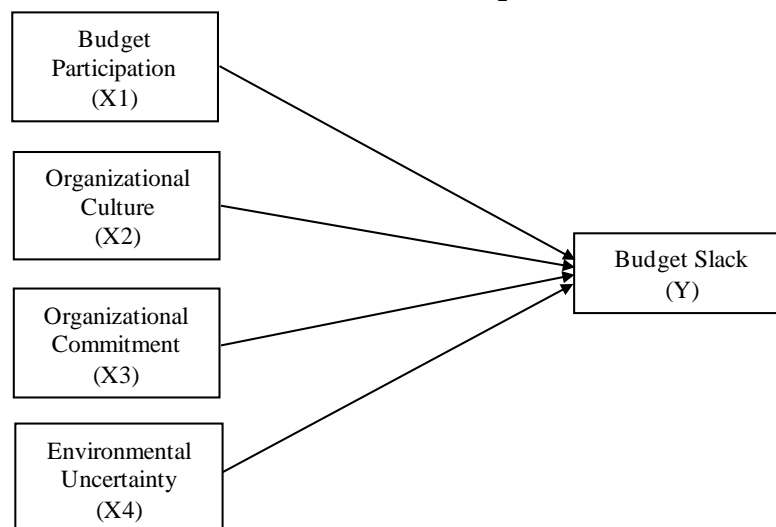 Budget
Participation
(X1)
Organizational
Culture
(X2)
Organizational
Commitment
(X3)
Environmental
Uncertainty
(X4)
Budget Slack
(Y)